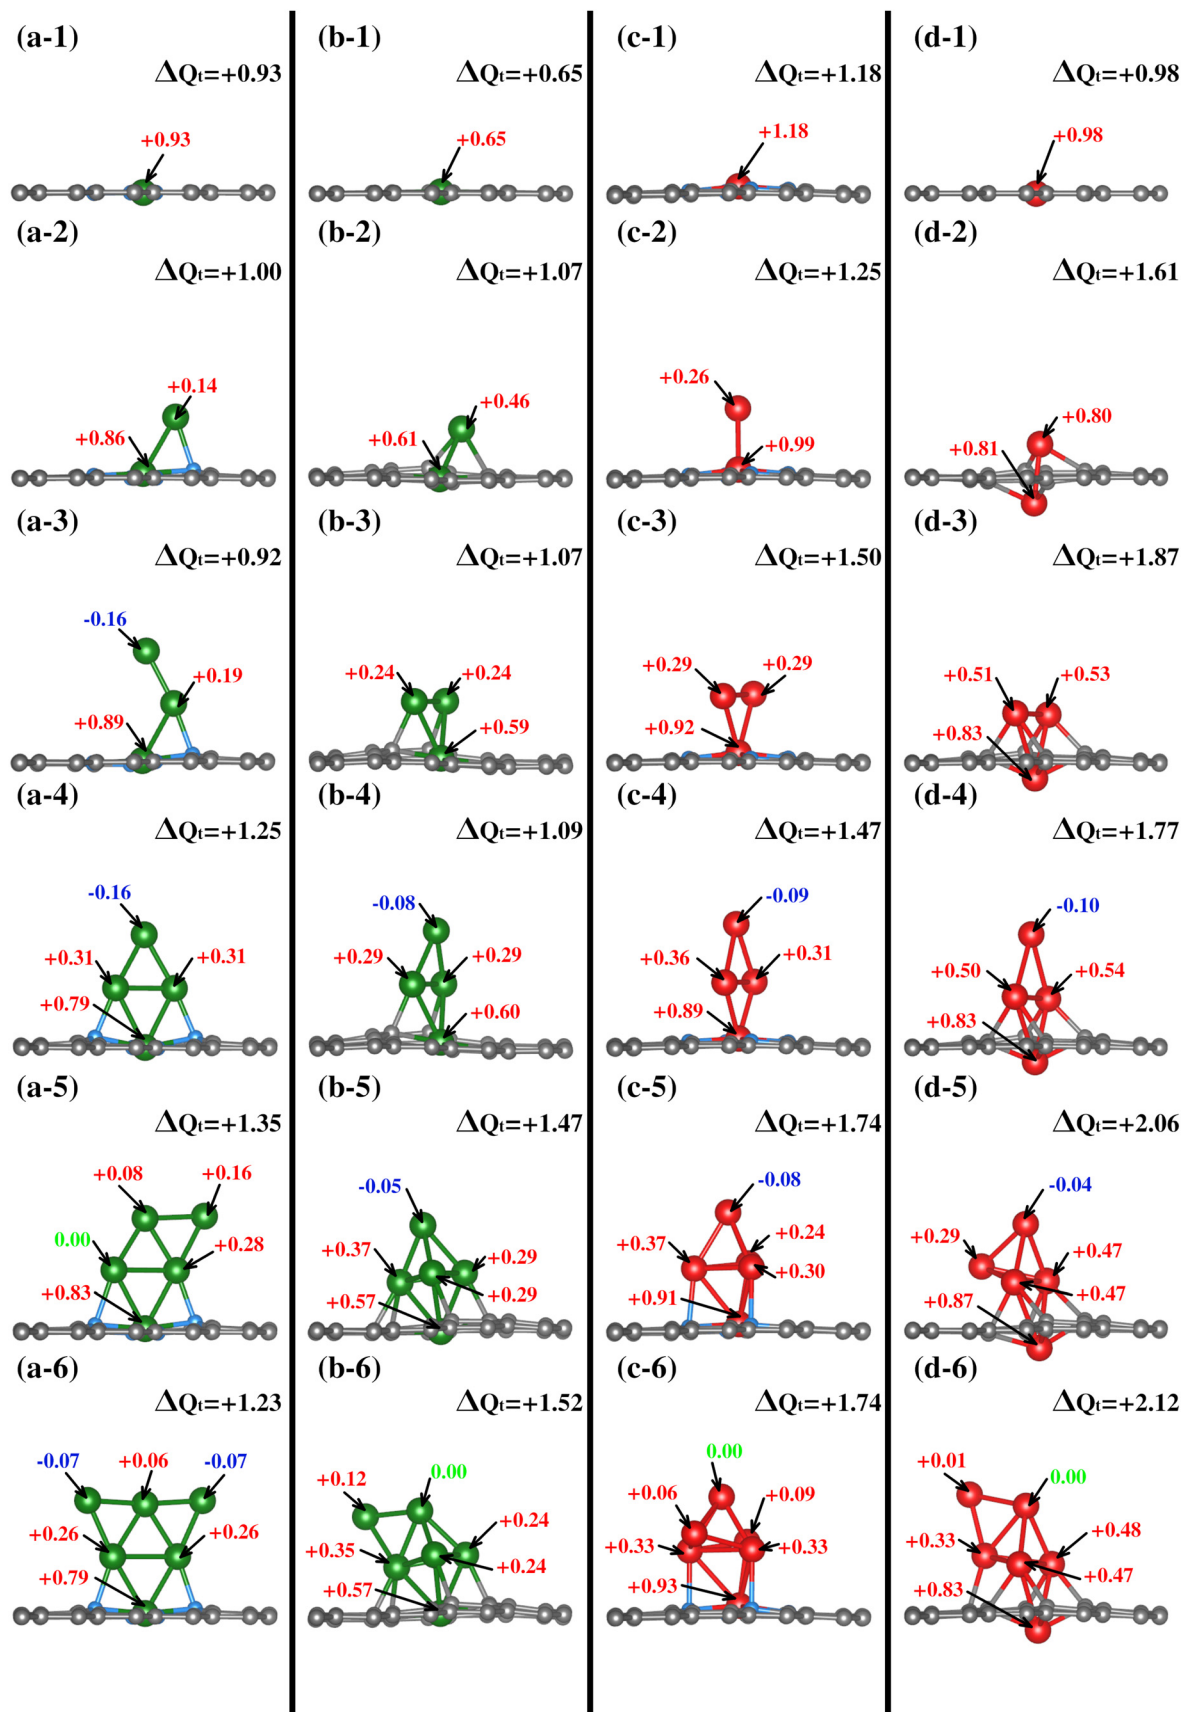 (a-1)
ΔQt=+0.93
+0.93
(b-1)
ΔQt=+0.65
+0.65
(c-1)
ΔQt=+1.18
+1.18
(d-1)
ΔQt=+0.98
+0.98
(a-2)
ΔQt=+1.00
+0.14
+0.86
(b-2)
ΔQt=+1.07
+0.46
+0.61
(c-2)
ΔQt=+1.25
+0.26
+0.99
(d-2)
ΔQt=+1.61
+0.80
+0.81
(a-3)
ΔQt=+0.92
-0.16
+0.19
+0.89
(b-3)
ΔQt=+1.07
+0.24 +0.24
+0.59
(c-3)
ΔQt=+1.50
+0.29 +0.29
+0.92
(d-3)
ΔQt=+1.87
+0.51 +0.53
+0.83
(a-4)
ΔQt=+1.25
-0.16
+0.31 +0.31
+0.79
(b-4)
ΔQt=+1.09
-0.08
+0.29 +0.29
+0.60
(c-4)
ΔQt=+1.47
-0.09
+0.36 +0.31
+0.89
(d-4)
ΔQt=+1.77
-0.10
+0.50 +0.54
+0.83
(a-5)
ΔQt=+1.35
+0.08 +0.16
0.00 +0.28
+0.83
(b-5)
ΔQt=+1.47
-0.05
+0.37 +0.29
+0.29
+0.57
(c-5)
ΔQt=+1.74
-0.08
+0.37 +0.24
+0.30
+0.91
(d-5)
ΔQt=+2.06
-0.04
+0.29 +0.47
+0.47
+0.87
(a-6)
ΔQt=+1.23
-0.07 +0.06 -0.07
+0.26 +0.26
+0.79
(b-6)
ΔQt=+1.52
+0.12 0.00
+0.24
+0.35 +0.24
+0.57
(c-6)
ΔQt=+1.74
0.00
+0.06 +0.09
+0.33 +0.33
+0.93
(d-6)
ΔQt=+2.12
+0.01 0.00
+0.33 +0.48
+0.47
+0.83